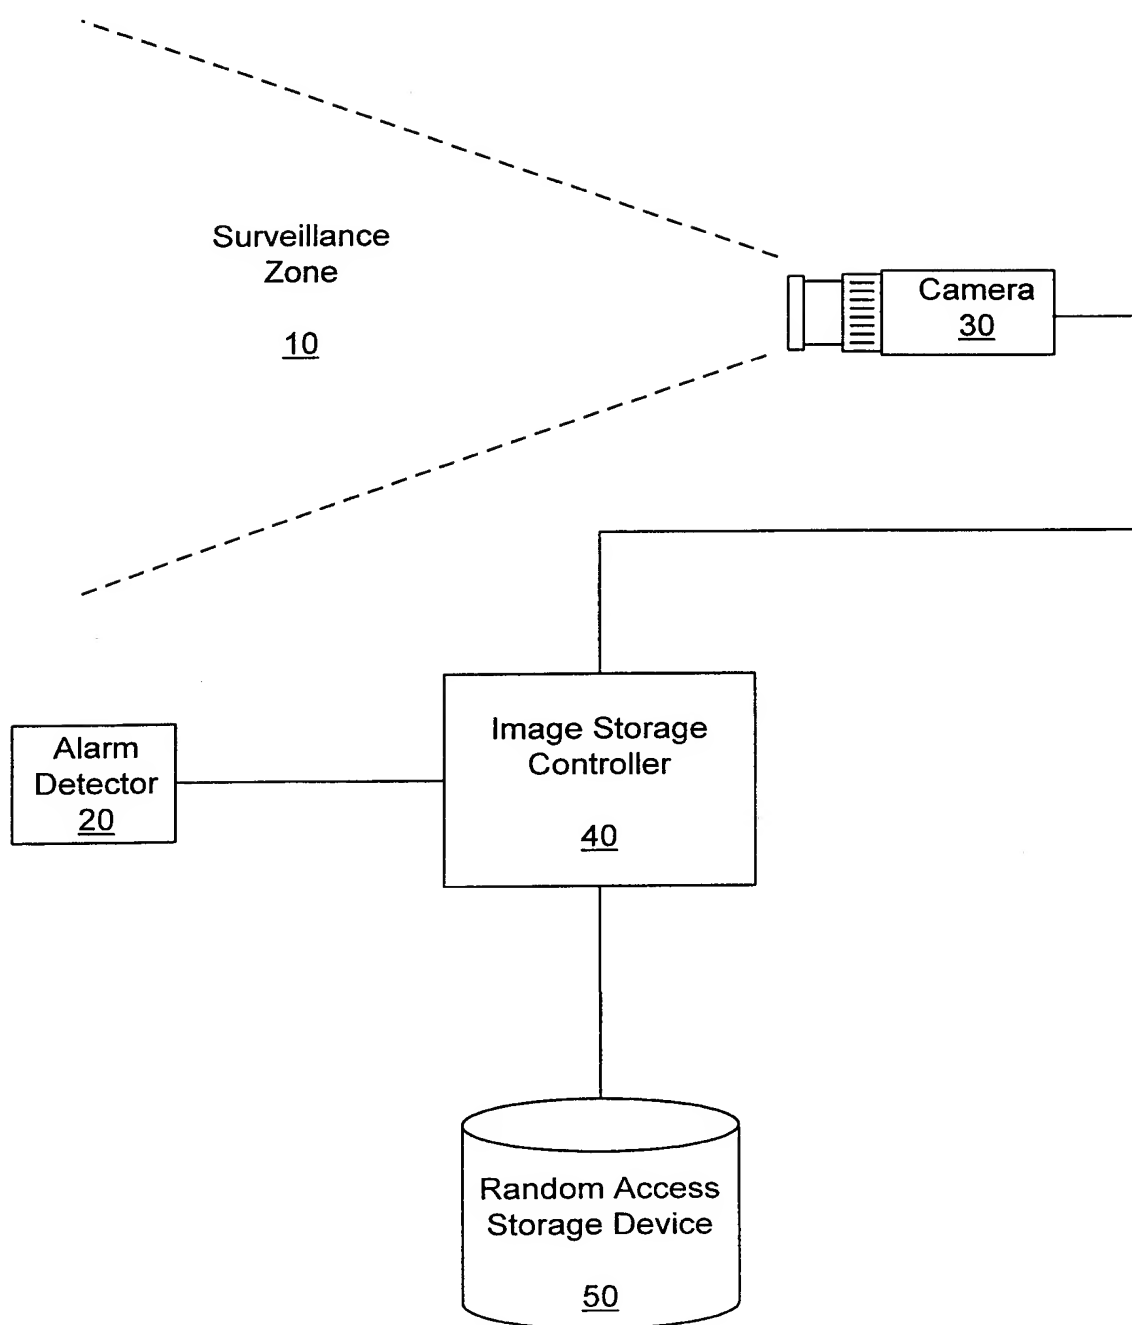 Surveillance
Zone
10
Camera
30
Alarm
Detector
20
Image Storage
Controller
40
Random Access
Storage Device
50